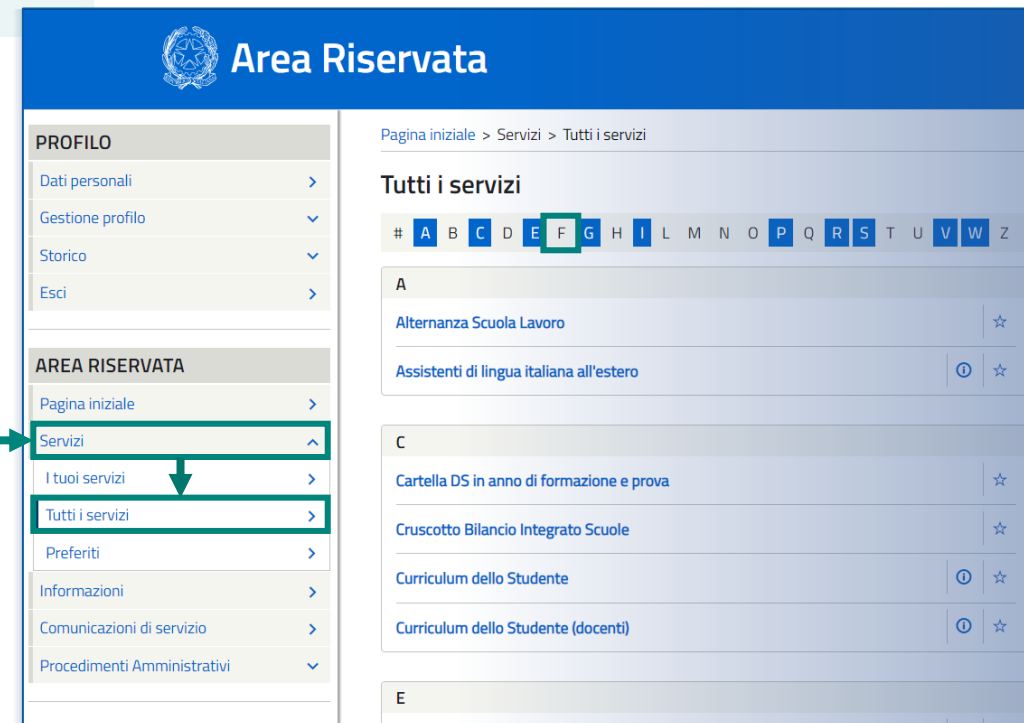 Area Riservata
PROFILO
Dati personali
Gestione profilo
Storico
Esci
AREA RISERVATA
Pagina iniziale
Servizi
I tuoi servizi
Tutti i servizi
Preferiti
Informazioni
Comunicazioni di servizio
Procedimenti Amministrativi
Pagina iniziale > Servizi > Tutti i servizi
Tutti i servizi
# A B C D E F G H I L M N O P Q R S T U V W Z
A
Alternanza Scuola Lavoro
Assistenti di lingua italiana all'estero
C
Cartella DS in anno di formazione e prova
Cruscotto Bilancio Integrato Scuole
Curriculum dello Studente
Curriculum dello Studente (docenti)
E